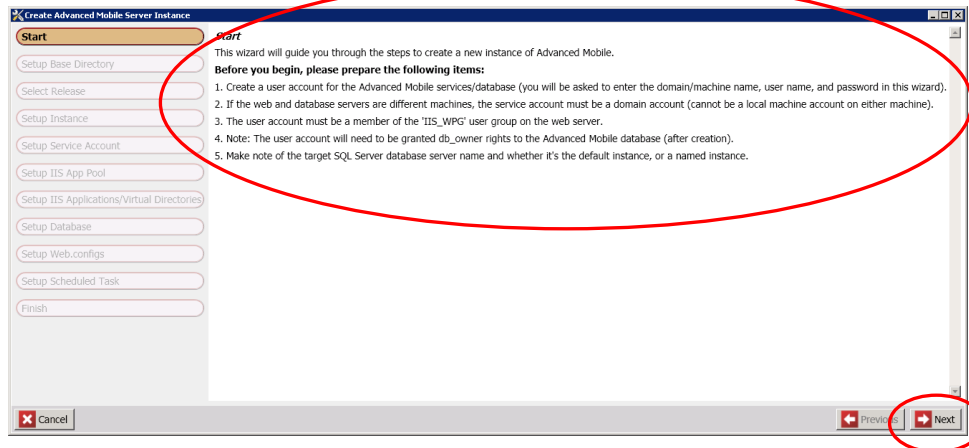 Create Advanced Mobile Server Instance
Start
Setup Base Directory
Select Release
Setup Instance
Setup Service Account
Setup IIS App Pool
Setup IIS Applications/Virtual Directories
Setup Database
Setup Web.configs
Setup Scheduled Task
Finish
Start
This wizard will guide you through the steps to create a new instance of Advanced Mobile.
Before you begin, please prepare the following items:
1. Create a user account for the Advanced Mobile services/database (you will be asked to enter the domain/machine name, user name, and password in this wizard).
2. If the web and database servers are different machines, the service account must be a domain account (cannot be a local machine account on either machine).
3. The user account must be a member of the 'IIS_WPG' user group on the web server.
4. Note: The user account will need to be granted db_owner rights to the Advanced Mobile database (after creation).
5. Make note of the target SQL Server database server name and whether it's the default instance, or a named instance.
Cancel
Previous
Next